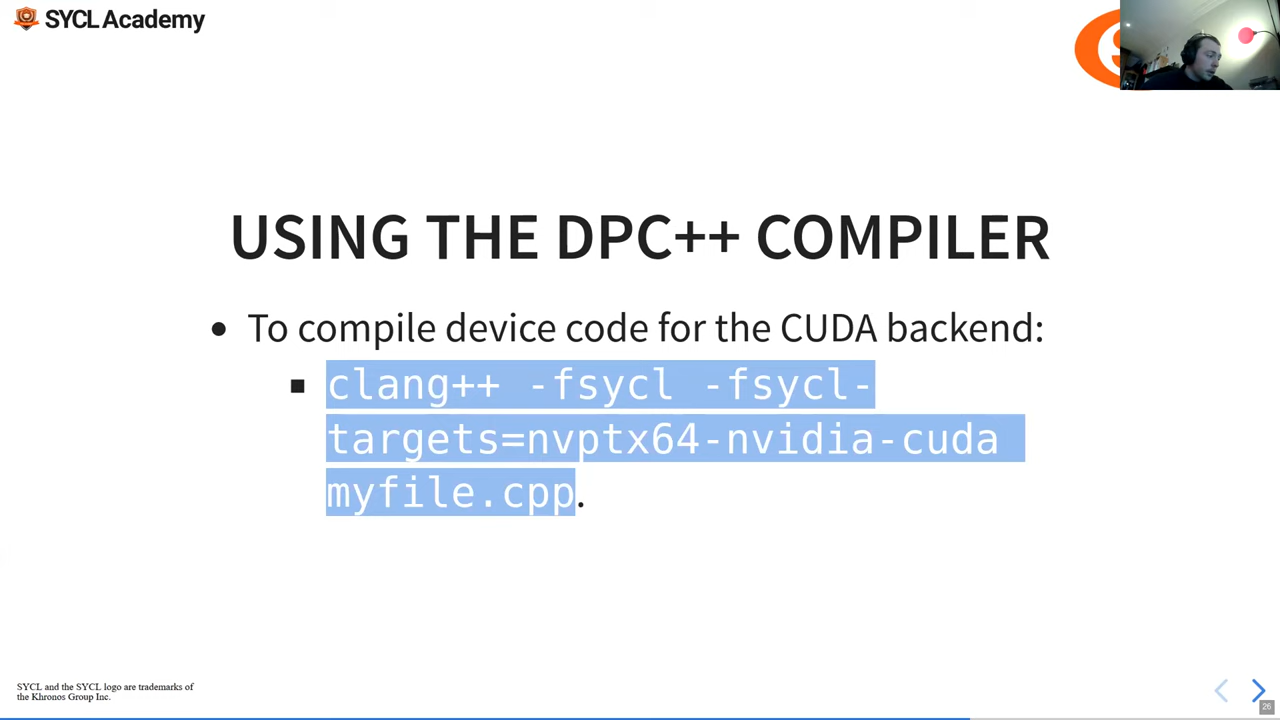 SYCL Academy
USING THE DPC++ COMPILER
To compile device code for the CUDA backend:
clang++ -fsycl -fsycl-
targets=nvptx64-nvidia-cuda
myfile.cpp.
SYCL and the SYCL logo are trademarks of
the Khronos Group Inc.
26